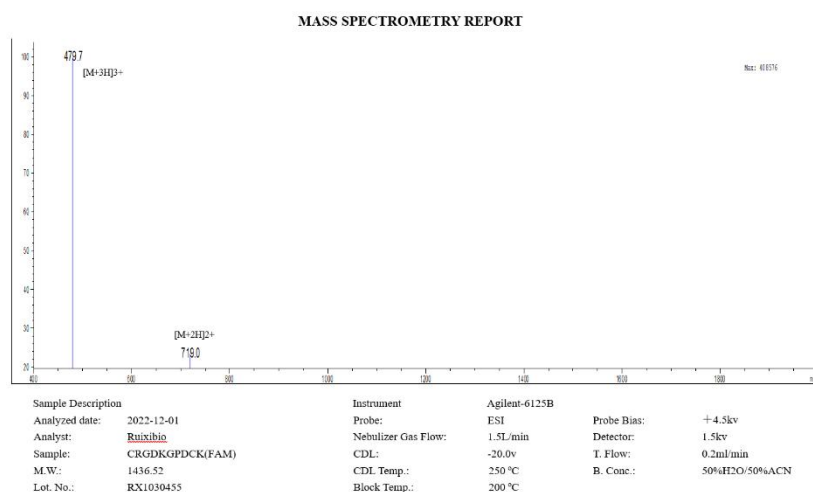 MASS SPECTROMETRY REPORT
100
479.7
[M+3H]3+
90
80
70
60
50
40
30
[M+2H]2+
719.0
20
400 600 800 1000 1200 1400 1600 1800
Sample Description Instrument Agilent-6125B
Analyzed date: 2022-12-01 Probe: ESI Probe Bias: +4.5kv
Analyst: Ruixibio Nebulizer Gas Flow: 1.5L/min Detector: 1.5kv
Sample: CRGDKGPDCK(FAM) CDL: -20.0v T. Flow: 0.2ml/min
M.W.: 1436.52 CDL Temp.: 250 °C B. Conc.: 50%H2O/50%ACN
Lot. No.: RX1030455 Block Temp.: 200 °C